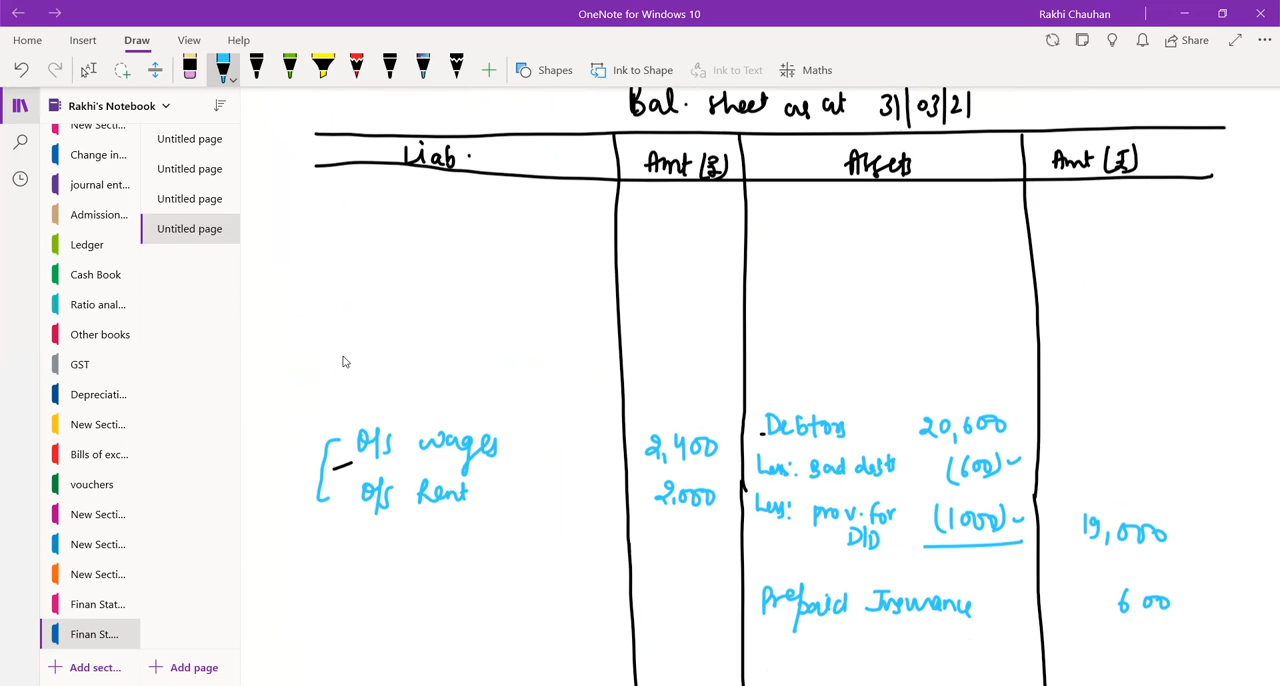 OneNote for Windows 10
Rakhi Chauhan
Home Insert Draw View Help
Share
Shapes Ink to Shape Ink to Text Maths
Rakhi's Notebook
New Secti...
Change in...
journal ent...
Admission...
Ledger
Cash Book
Ratio anal...
Other books
GST
Depreciati...
New Secti...
Bills of exc...
vouchers
New Secti...
New Secti...
New Secti...
Finan Stat...
Finan St....
Add sect...
Untitled page
Untitled page
Untitled page
Untitled page
Add page
Bal. sheet as at 31/03/21
Liab. Amt (₹) Assets Amt (₹)
O/s wages 2,400
O/s Rent 2,000
Debtors 20,600
Less: Bad debts (600)
Less: prov. for (1000) 19,000
D/D
Prepaid Insurance 600